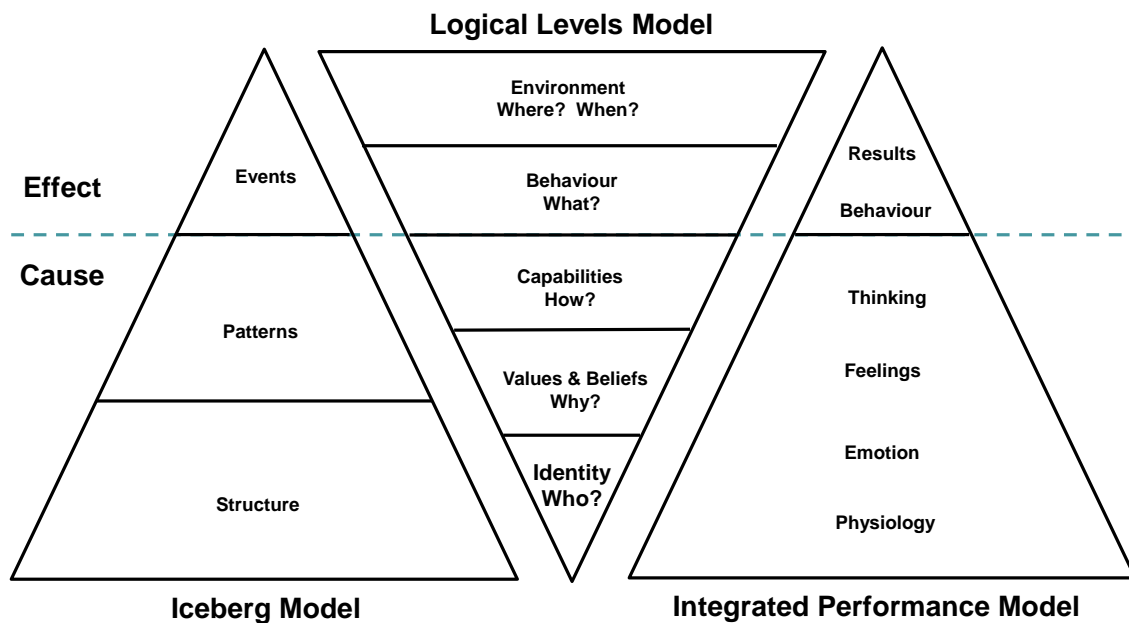 Logical Levels Model
Effect
Cause
Events
Patterns
Structure
Iceberg Model
Environment
Where?  When?
Behaviour
What?
Capabilities
How?
Values & Beliefs
Why?
Identity
Who?
Results
Behaviour
Thinking
Feelings
Emotion
Physiology
Integrated Performance Model